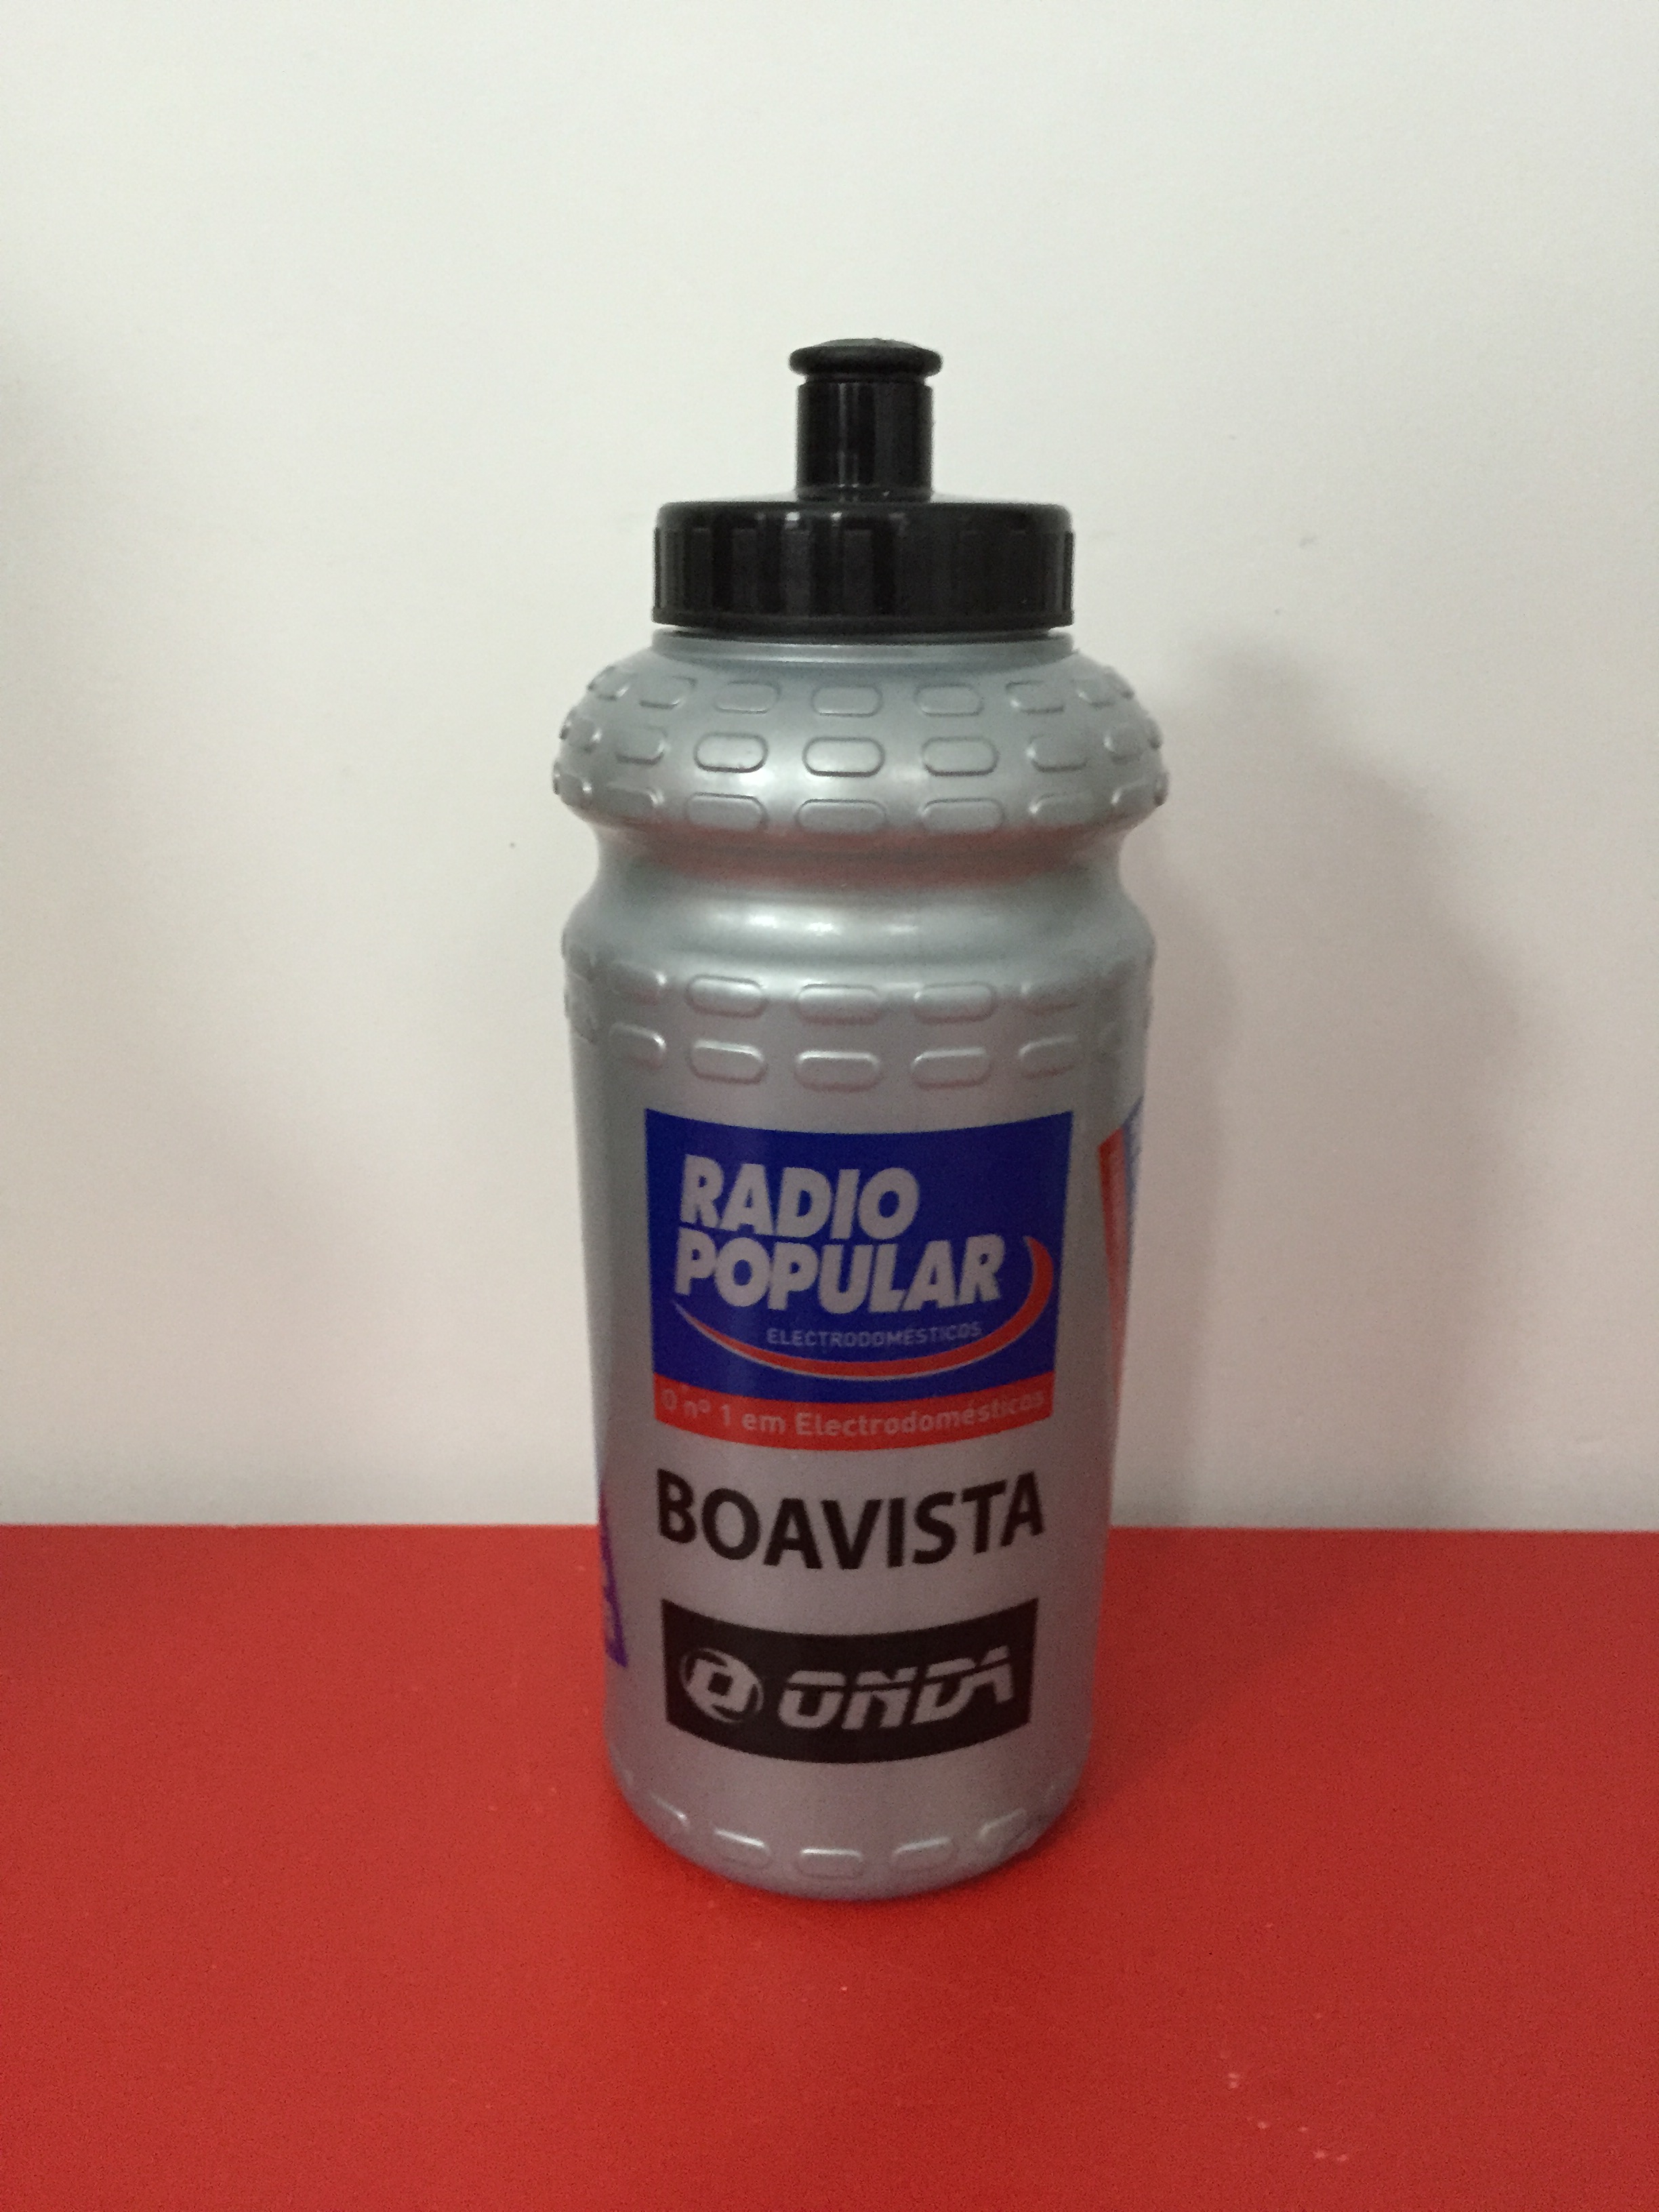 RADIO
POPULAR
ELECTRODOMÉSTICOS
O nº 1 em Electrodomésticos
BOAVISTA
ONDA